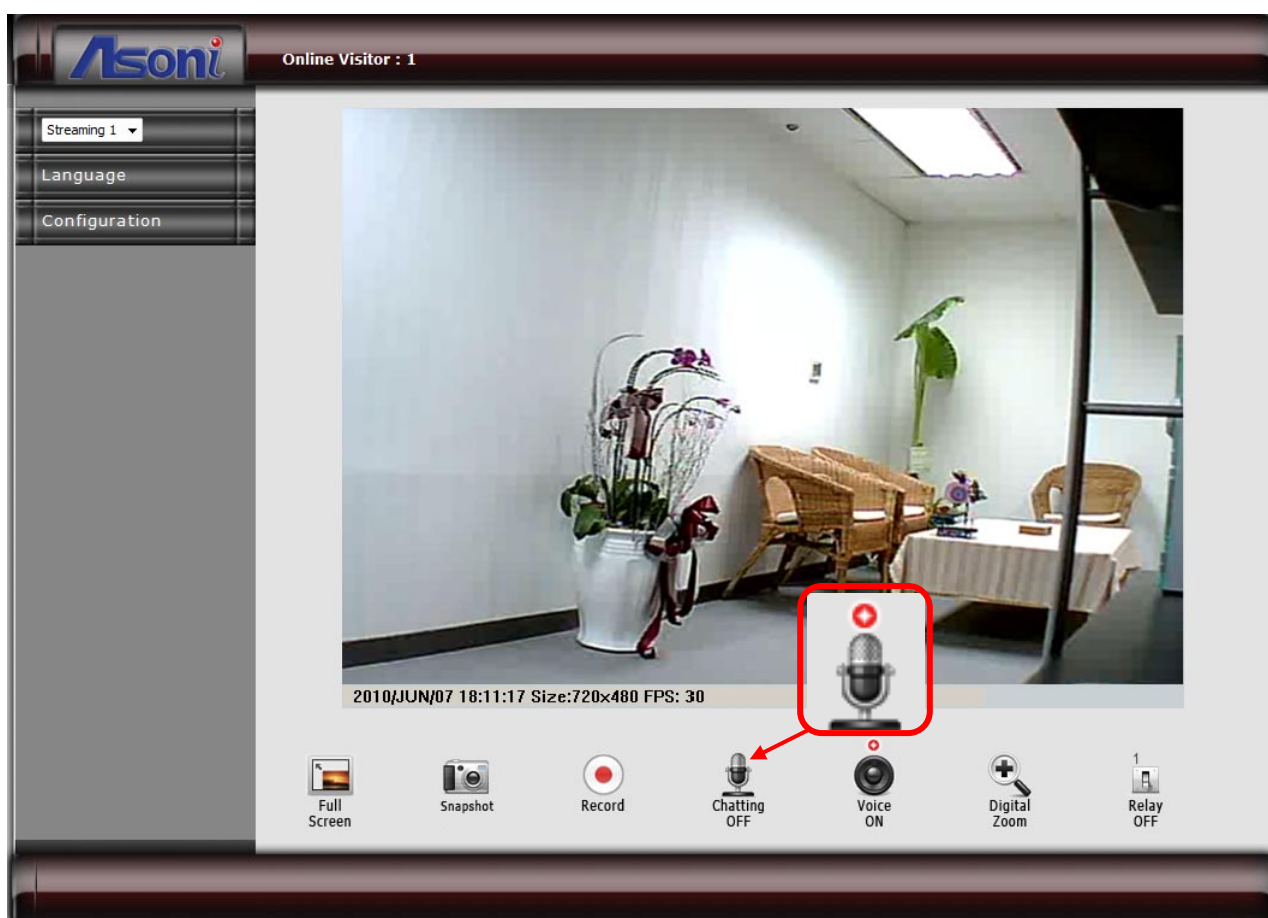 Asoni
Online Visitor : 1
Streaming 1
Language
Configuration
2010/JUN/07 18:11:17 Size:720x480 FPS: 30
Full
Screen
Snapshot
Record
Chatting
OFF
Voice
ON
Digital
Zoom
1
Relay
OFF